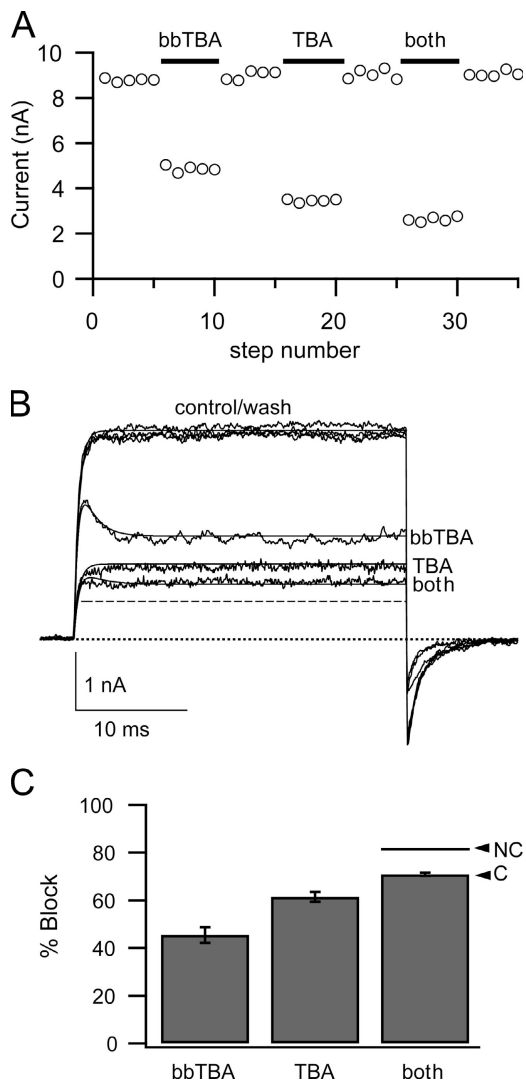 A
bbTBA TBA both
10
8
6
4
2
0
Current (nA)
0 10 20 30
step number
B
control/wash
bbTBA
TBA
both
1 nA
10 ms
C
100
80
60
40
20
0
% Block
NC
C
bbTBA TBA both